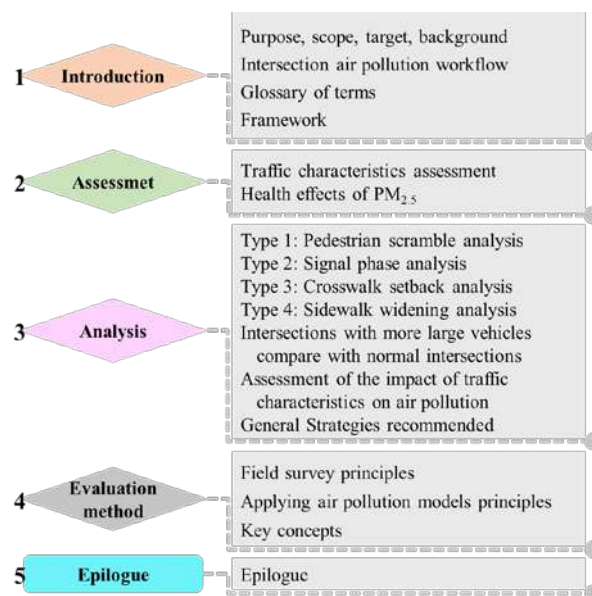 1 Introduction
Purpose, scope, target, background
Intersection air pollution workflow
Glossary of terms
Framework
2 Assessmet
Traffic characteristics assessment
Health effects of PM2.5
3 Analysis
Type 1: Pedestrian scramble analysis
Type 2: Signal phase analysis
Type 3: Crosswalk setback analysis
Type 4: Sidewalk widening analysis
Intersections with more large vehicles
compare with normal intersections
Assessment of the impact of traffic
characteristics on air pollution
General Strategies recommended
4 Evaluation
method
Field survey principles
Applying air pollution models principles
Key concepts
5 Epilogue
Epilogue